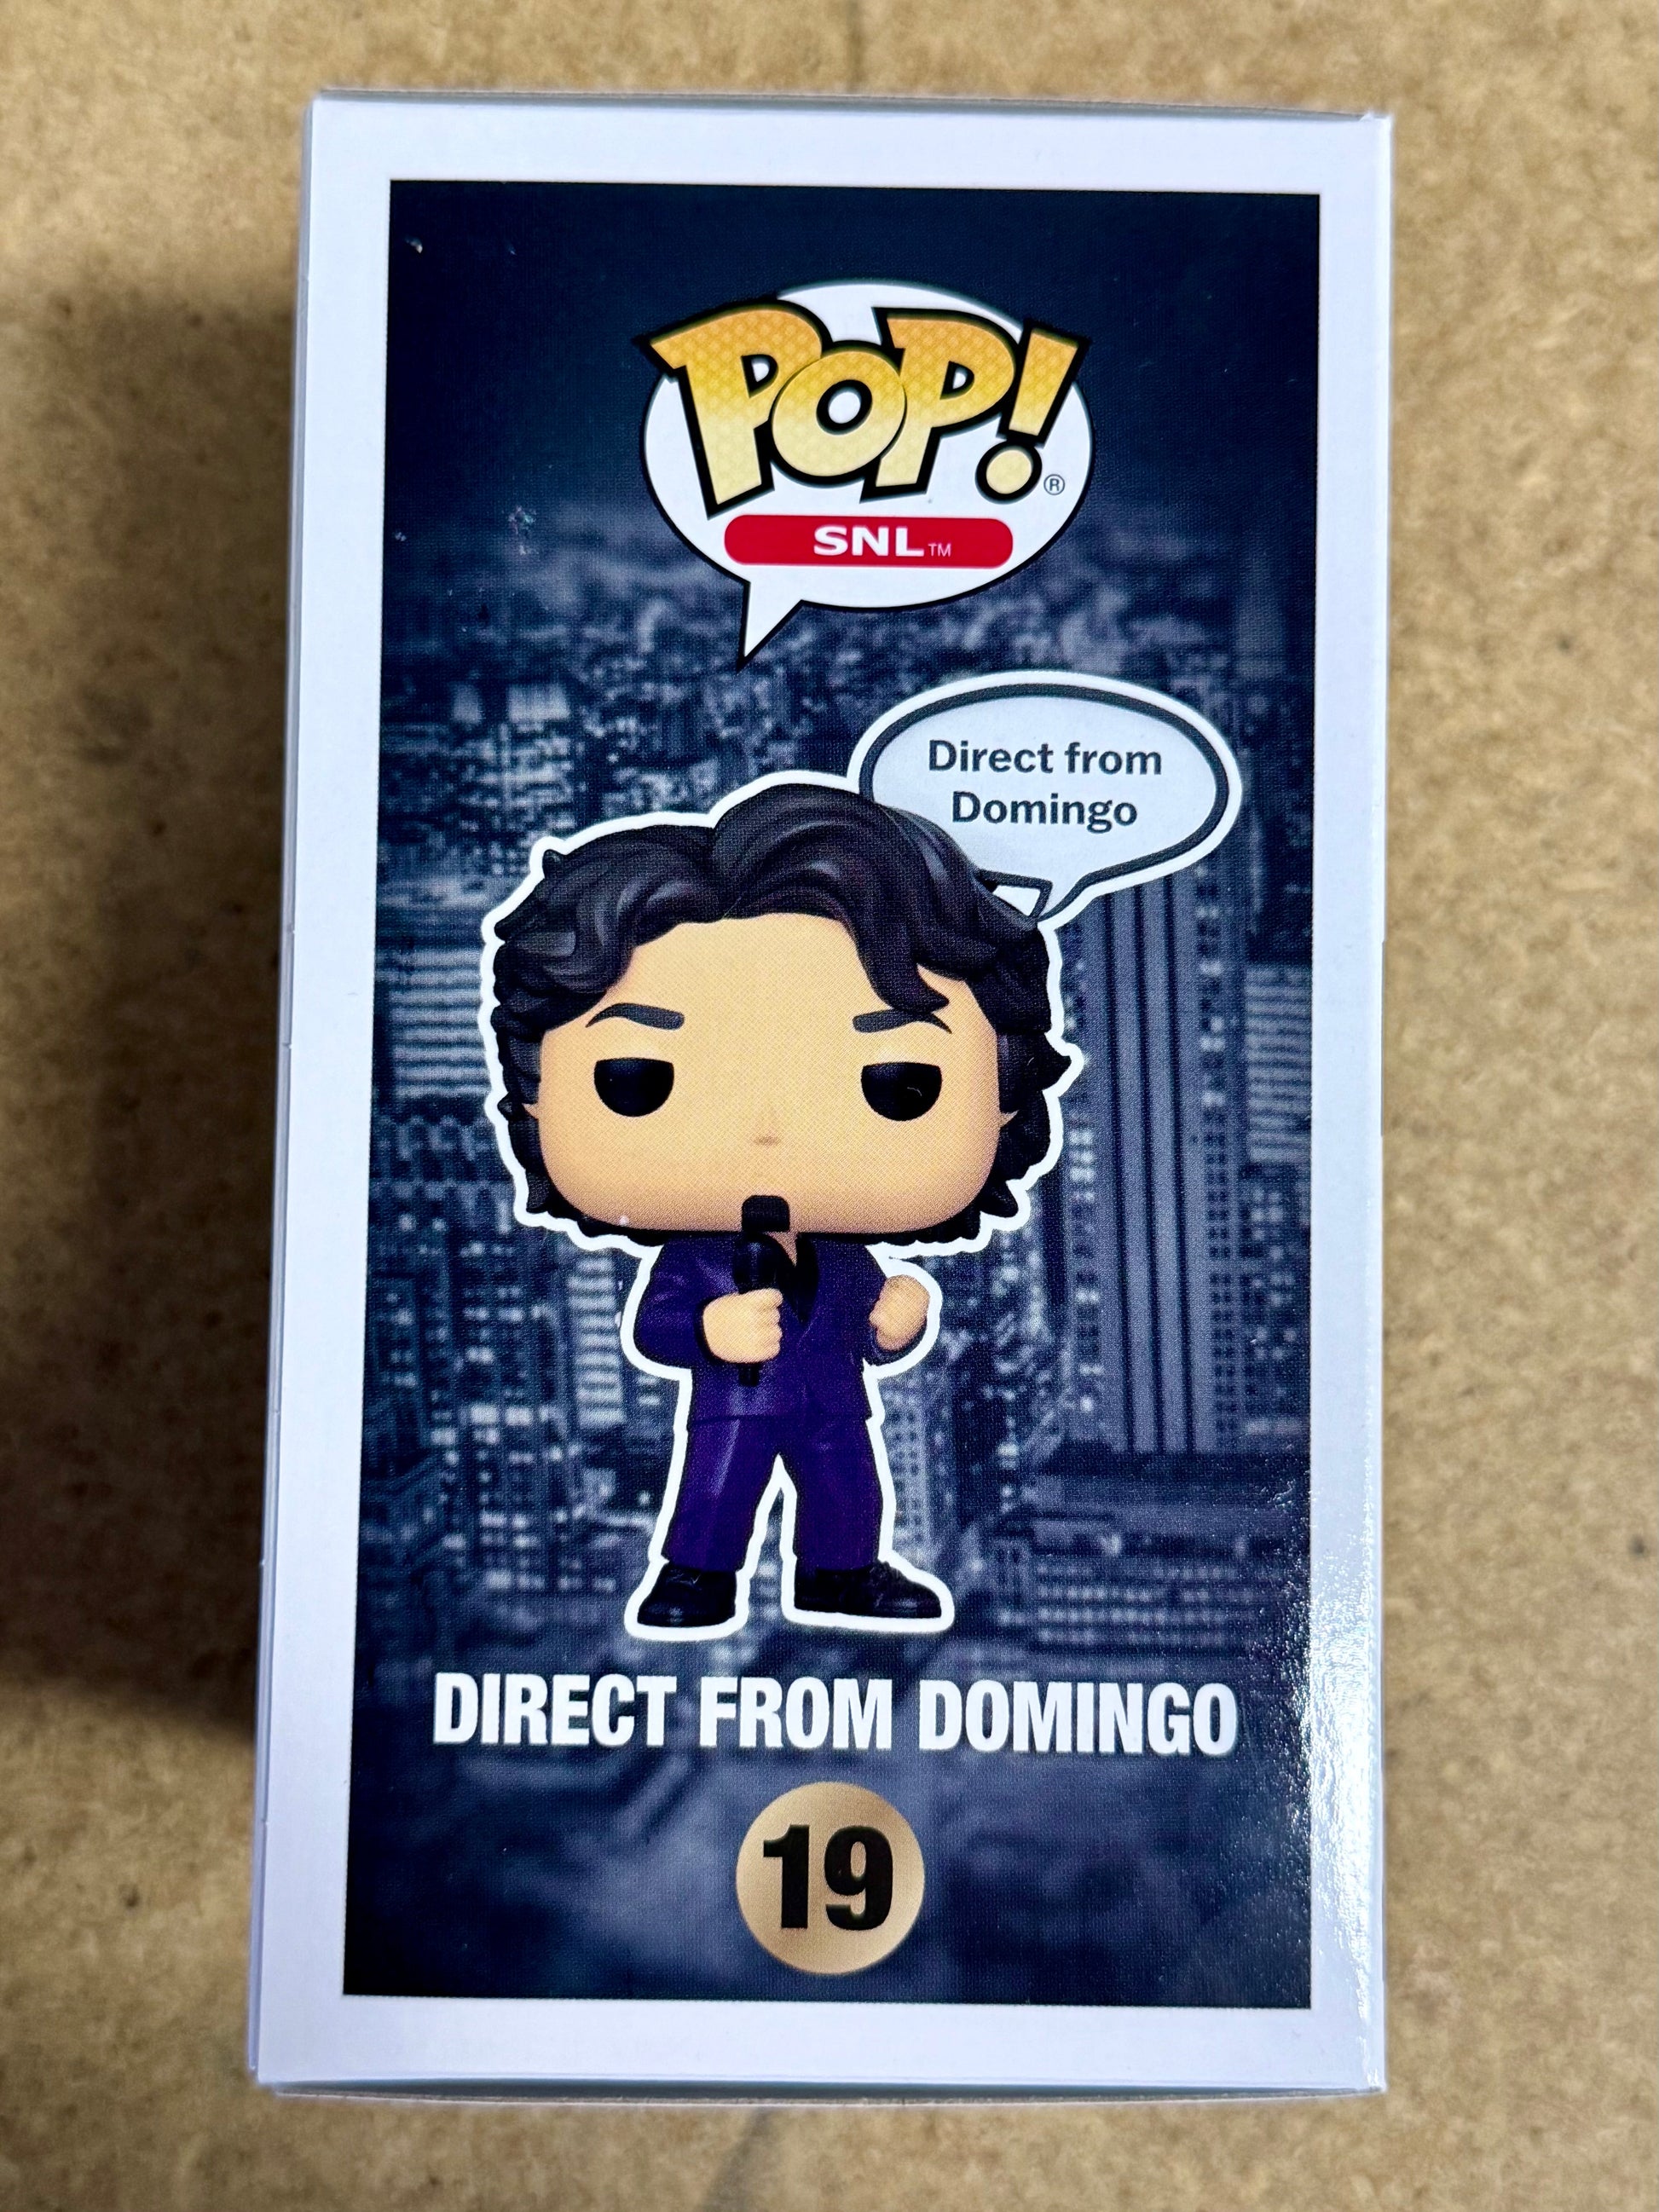 POP!®
SNL™
Direct from
Domingo
DIRECT FROM DOMINGO
19